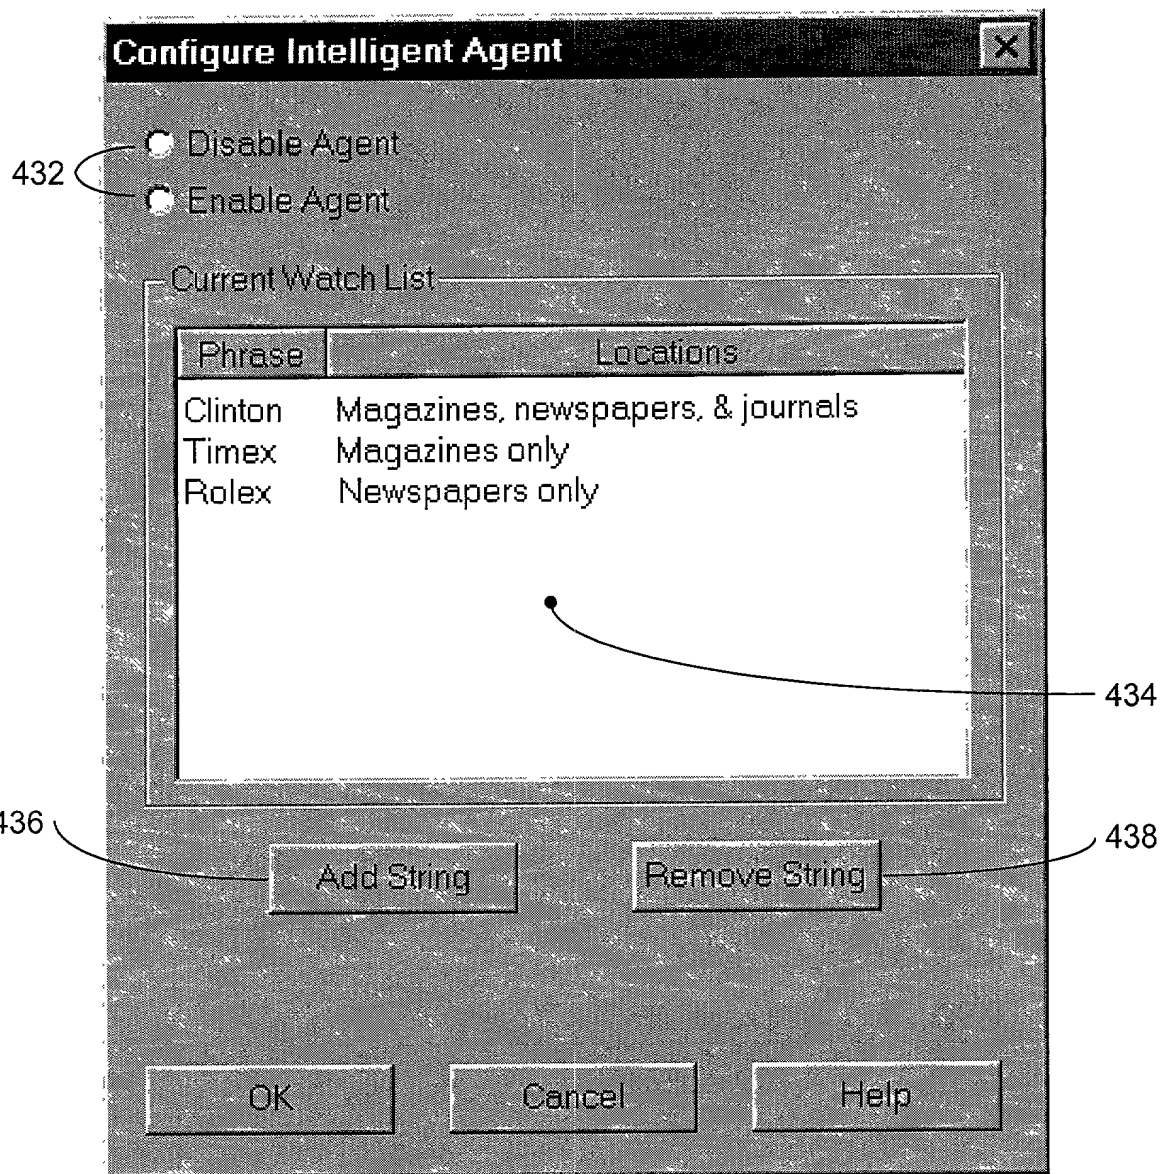 Configure Intelligent Agent
Disable Agent
432
Enable Agent
Current Watch List
Phrase Locations
Clinton Magazines, newspapers, & journals
Timex Magazines only
Rolex Newspapers only
434
436
438
Add String Remove String
OK Cancel Help